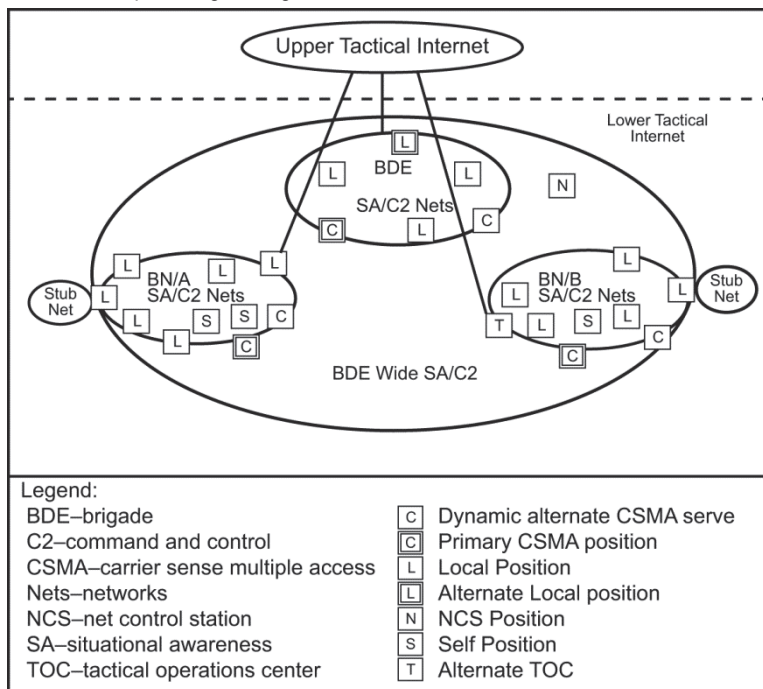 Upper Tactical Internet
Lower Tactical
Internet
L
BDE
L
L
N
SA/C2 Nets
C
L
C
L
L
L
BN/A
SA/C2 Nets
Stub
Net
L
L
S
S
C
L
C
L
BN/B
SA/C2 Nets
L
L
Stub
Net
T
L
S
L
C
C
BDE Wide SA/C2
Legend:
BDE–brigade
C2–command and control
CSMA–carrier sense multiple access
Nets–networks
NCS–net control station
SA–situational awareness
TOC–tactical operations center
C Dynamic alternate CSMA serve
C Primary CSMA position
L Local Position
L Alternate Local position
N NCS Position
S Self Position
T Alternate TOC